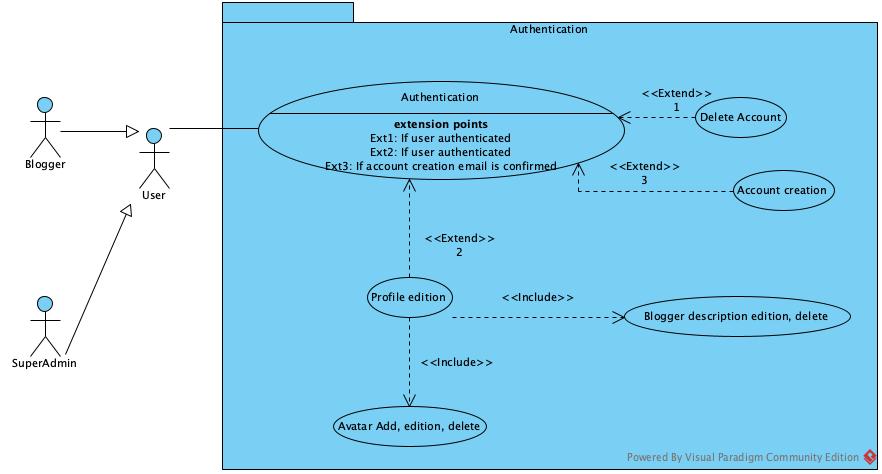 Authentication
Authentication
extension points
Ext1: If user authenticated
Ext2: If user authenticated
Ext3: If account creation email is confirmed
<<Extend>>
1
Delete Account
<<Extend>>
3
Account creation
Blogger
User
<<Extend>>
2
Profile edition
<<Include>>
Blogger description edition, delete
SuperAdmin
<<Include>>
Avatar Add, edition, delete
Powered By Visual Paradigm Community Edition